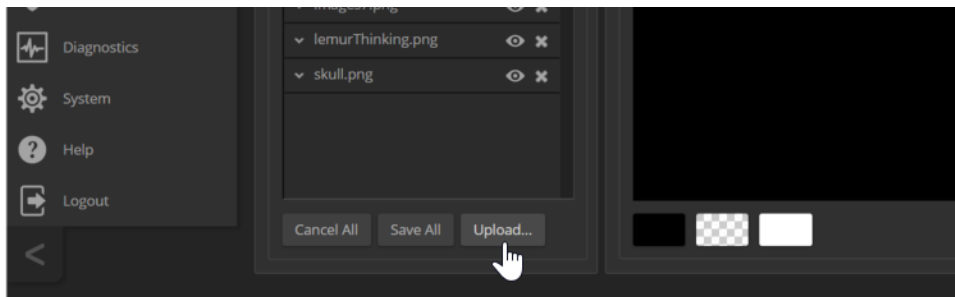 Diagnostics
System
Help
Logout
lemurThinking.png
skull.png
Cancel All
Save All
Upload...